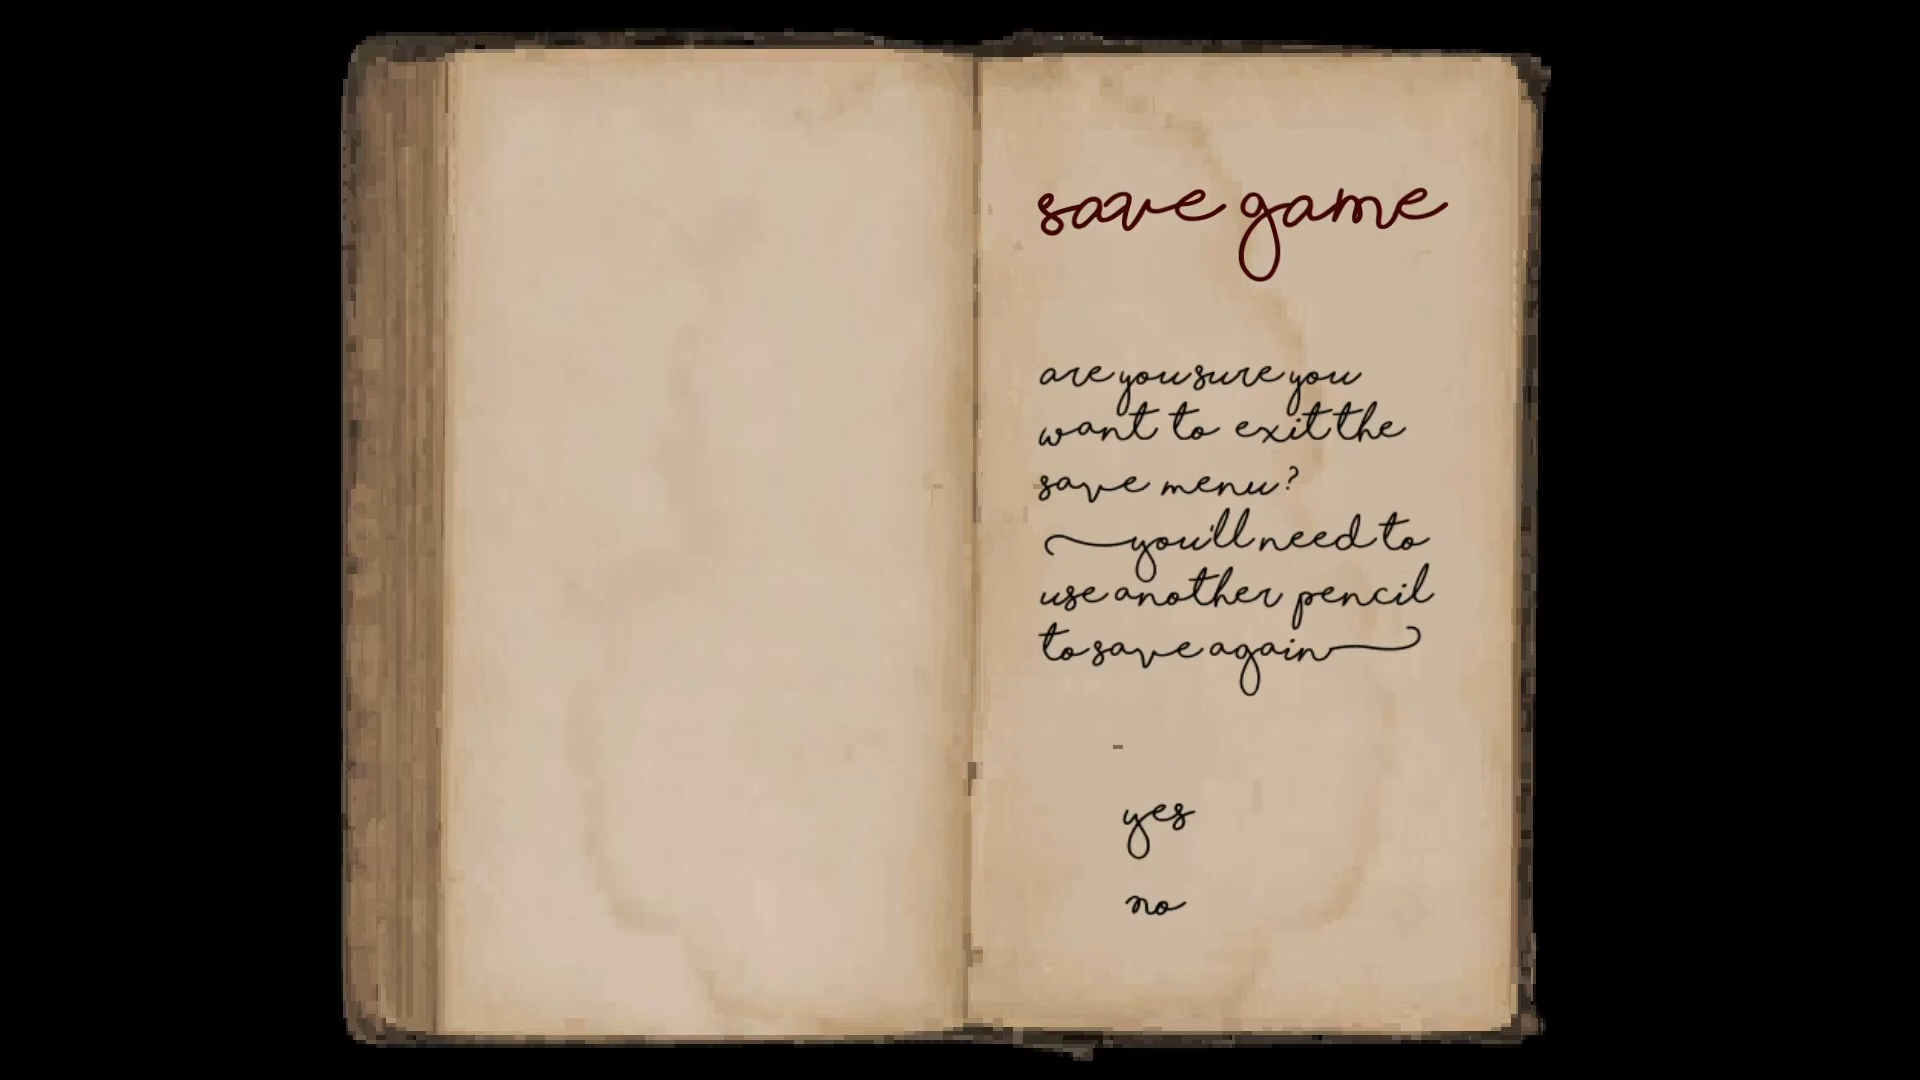 save game
are you sure you
want to exit the
save menu?
(you'll need to
use another pencil
to save again)
yes
no